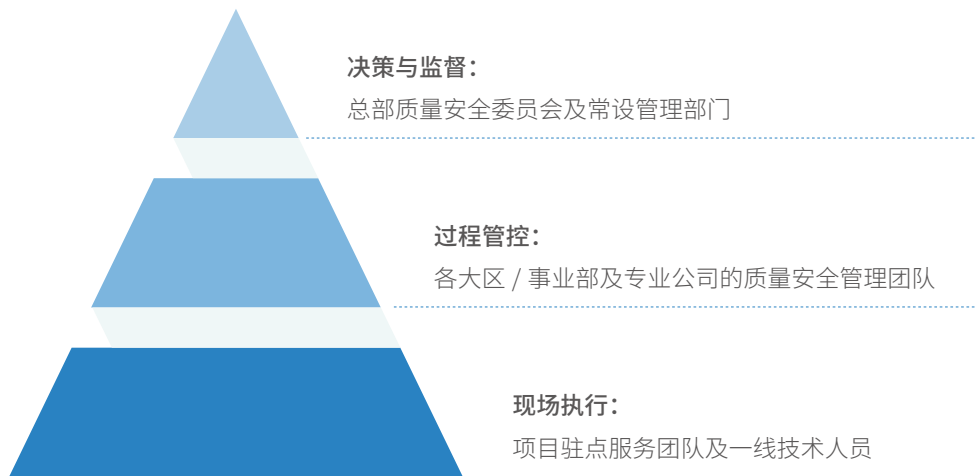 决策与监督：
总部质量安全委员会及常设管理部门
过程管控：
各大区 / 事业部及专业公司的质量安全管理团队
现场执行：
项目驻点服务团队及一线技术人员